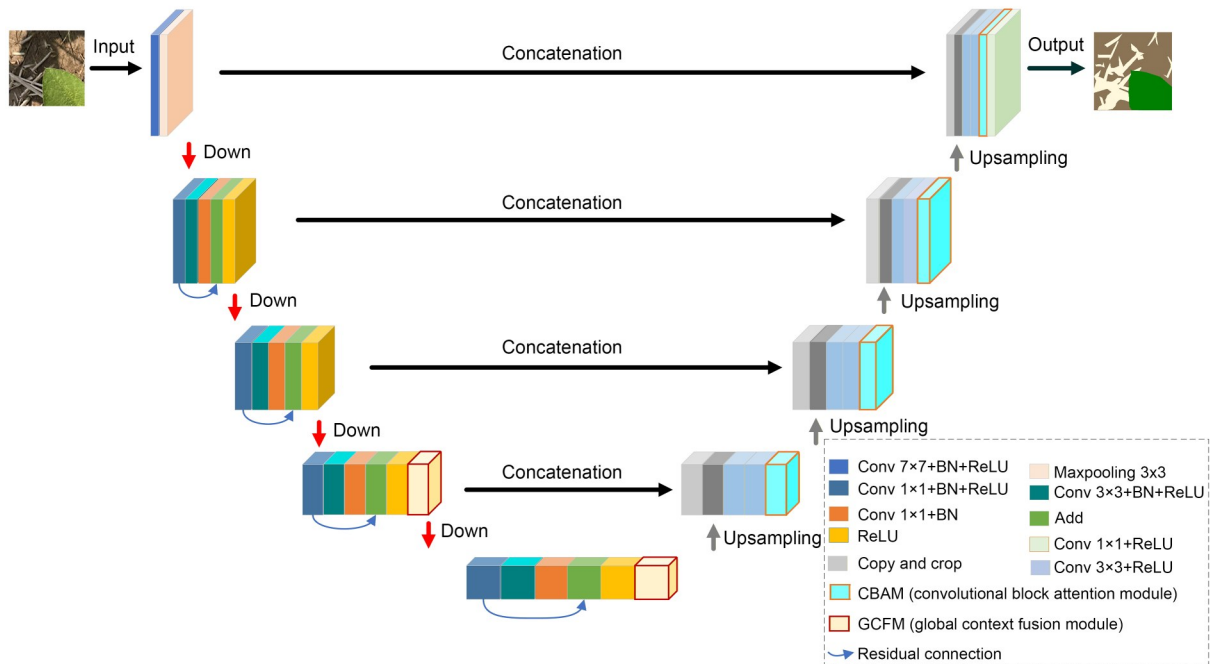 Input
Concatenation
Output
Down
Upsampling
Concatenation
Down
Upsampling
Concatenation
Down
Upsampling
Concatenation
Down
Upsampling
Conv 7×7+BN+ReLU
Conv 1×1+BN+ReLU
Conv 1×1+BN
ReLU
Copy and crop
Maxpooling 3x3
Conv 3×3+BN+ReLU
Add
Conv 1×1+ReLU
Conv 3×3+ReLU
CBAM (convolutional block attention module)
GCFM (global context fusion module)
Residual connection